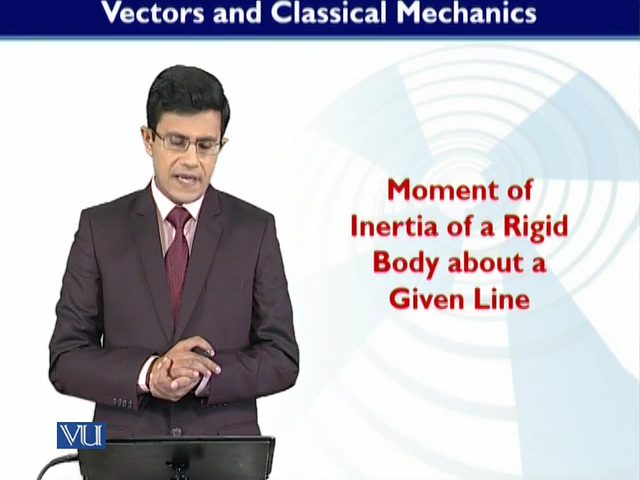 Vectors and Classical Mechanics
Moment of
Inertia of a Rigid
Body about a
Given Line
VU